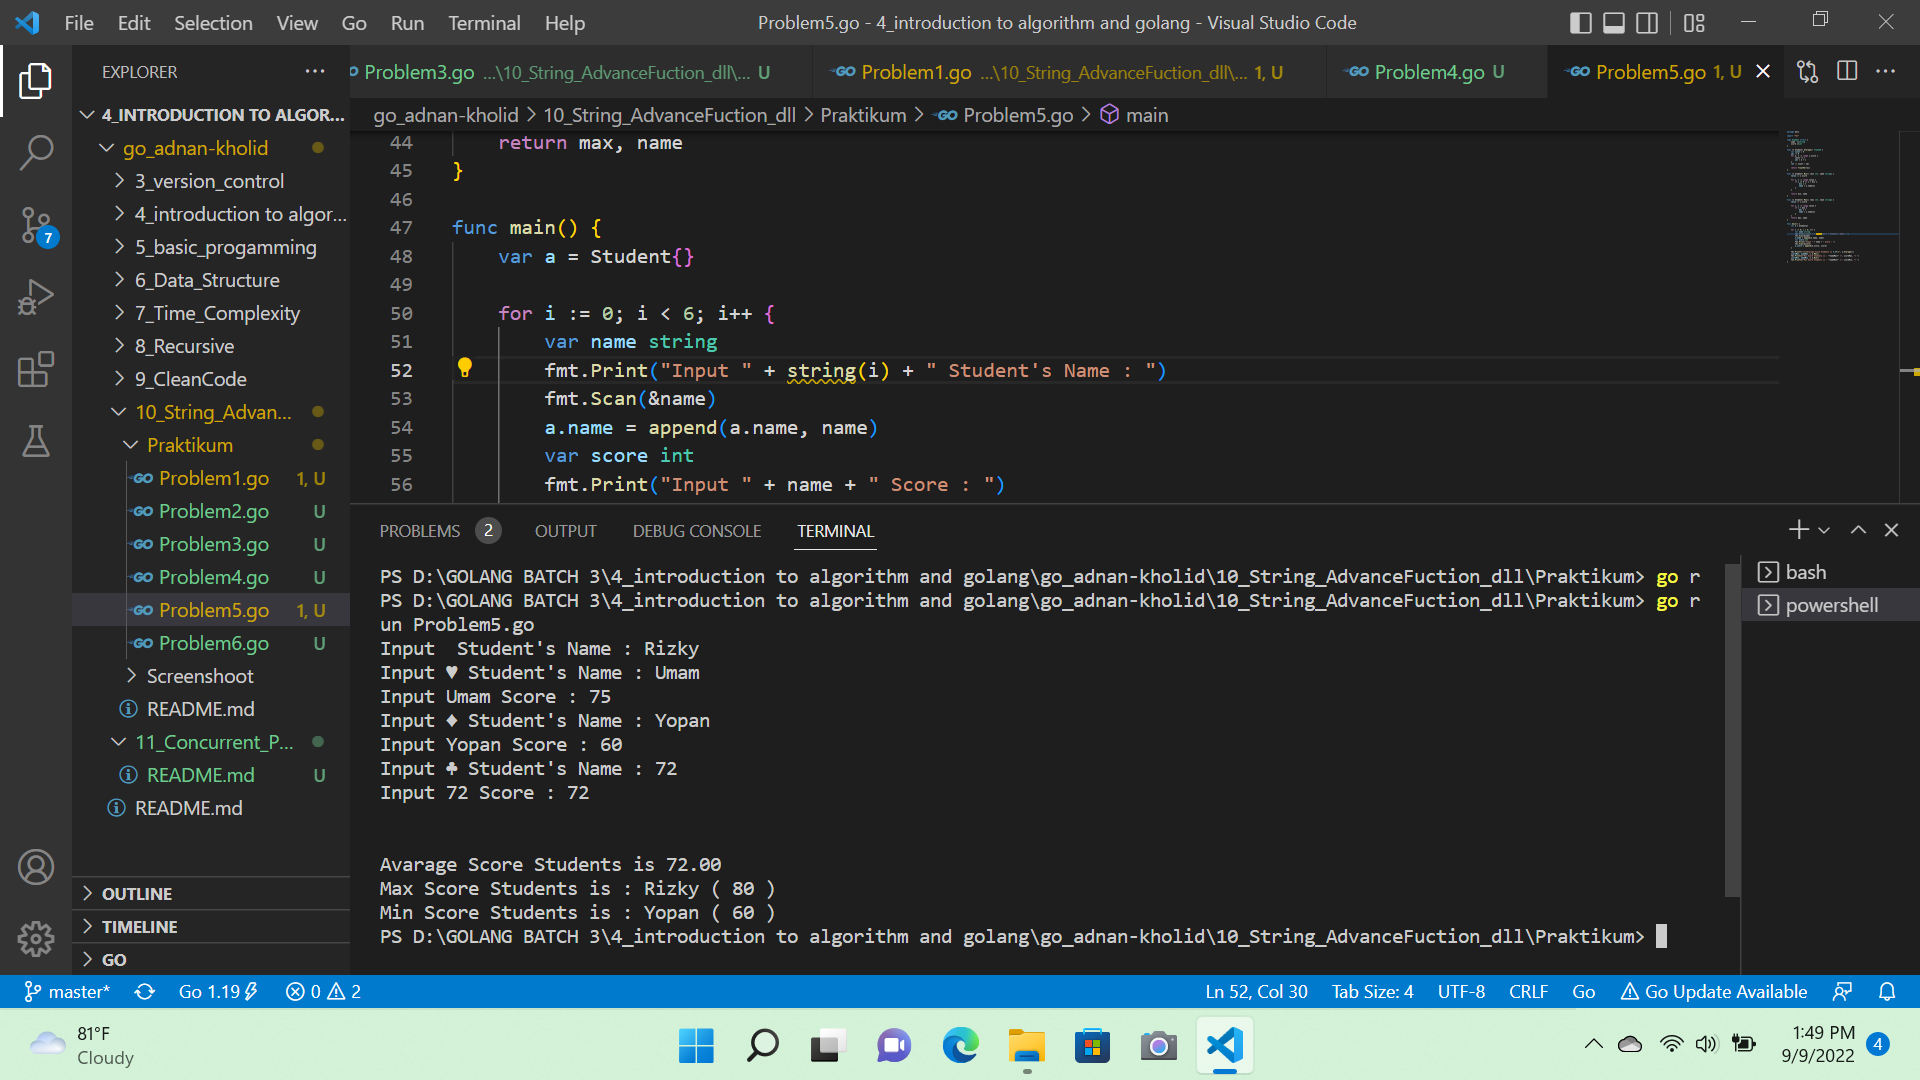 File Edit Selection View Go Run Terminal Help
Problem5.go - 4_introduction to algorithm and golang - Visual Studio Code
EXPLORER
Problem3.go ...\10_String_AdvanceFuction_dll\... U
Problem1.go ...\10_String_AdvanceFuction_dll\... 1, U
Problem4.go U
Problem5.go 1, U
4_INTRODUCTION TO ALGOR...
go_adnan-kholid > 10_String_AdvanceFuction_dll > Praktikum > Problem5.go > main
go_adnan-kholid
3_version_control
4_introduction to algor...
5_basic_progamming
6_Data_Structure
7_Time_Complexity
8_Recursive
9_CleanCode
10_String_Advan...
Praktikum
Problem1.go 1, U
Problem2.go U
Problem3.go U
Problem4.go U
Problem5.go 1, U
Problem6.go U
Screenshoot
README.md
11_Concurrent_P...
README.md U
README.md
OUTLINE
TIMELINE
GO
7
44 return max, name
45 }
46
47 func main() {
48 var a = Student{}
49
50 for i := 0; i < 6; i++ {
51 var name string
52 fmt.Print("Input " + string(i) + " Student's Name : ")
53 fmt.Scan(&name)
54 a.name = append(a.name, name)
55 var score int
56 fmt.Print("Input " + name + " Score : ")
PROBLEMS 2 OUTPUT DEBUG CONSOLE TERMINAL
PS D:\GOLANG BATCH 3\4_introduction to algorithm and golang\go_adnan-kholid\10_String_AdvanceFuction_dll\Praktikum> go r
PS D:\GOLANG BATCH 3\4_introduction to algorithm and golang\go_adnan-kholid\10_String_AdvanceFuction_dll\Praktikum> go r
un Problem5.go
Input  Student's Name : Rizky
Input ♥ Student's Name : Umam
Input Umam Score : 75
Input ♦ Student's Name : Yopan
Input Yopan Score : 60
Input ♣ Student's Name : 72
Input 72 Score : 72
Avarage Score Students is 72.00
Max Score Students is : Rizky ( 80 )
Min Score Students is : Yopan ( 60 )
PS D:\GOLANG BATCH 3\4_introduction to algorithm and golang\go_adnan-kholid\10_String_AdvanceFuction_dll\Praktikum>
bash
powershell
master* Go 1.19 0 2
Ln 52, Col 30 Tab Size: 4 UTF-8 CRLF Go Go Update Available
81°F
Cloudy
1:49 PM
9/9/2022
4